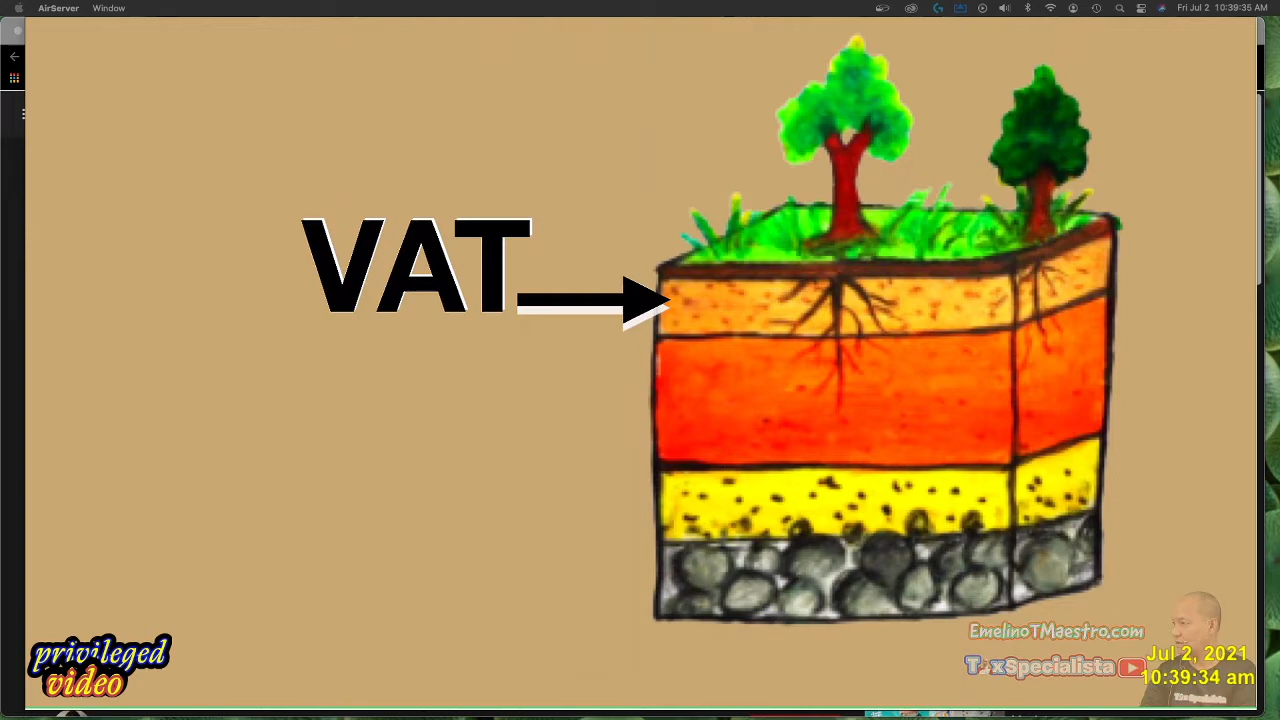 AirServer Window Fri Jul 2 10:39:35 AM
VAT
EmelinoTMaestro.com
TaxSpecialista
Jul 2, 2021
10:39:34 am
privileged
video